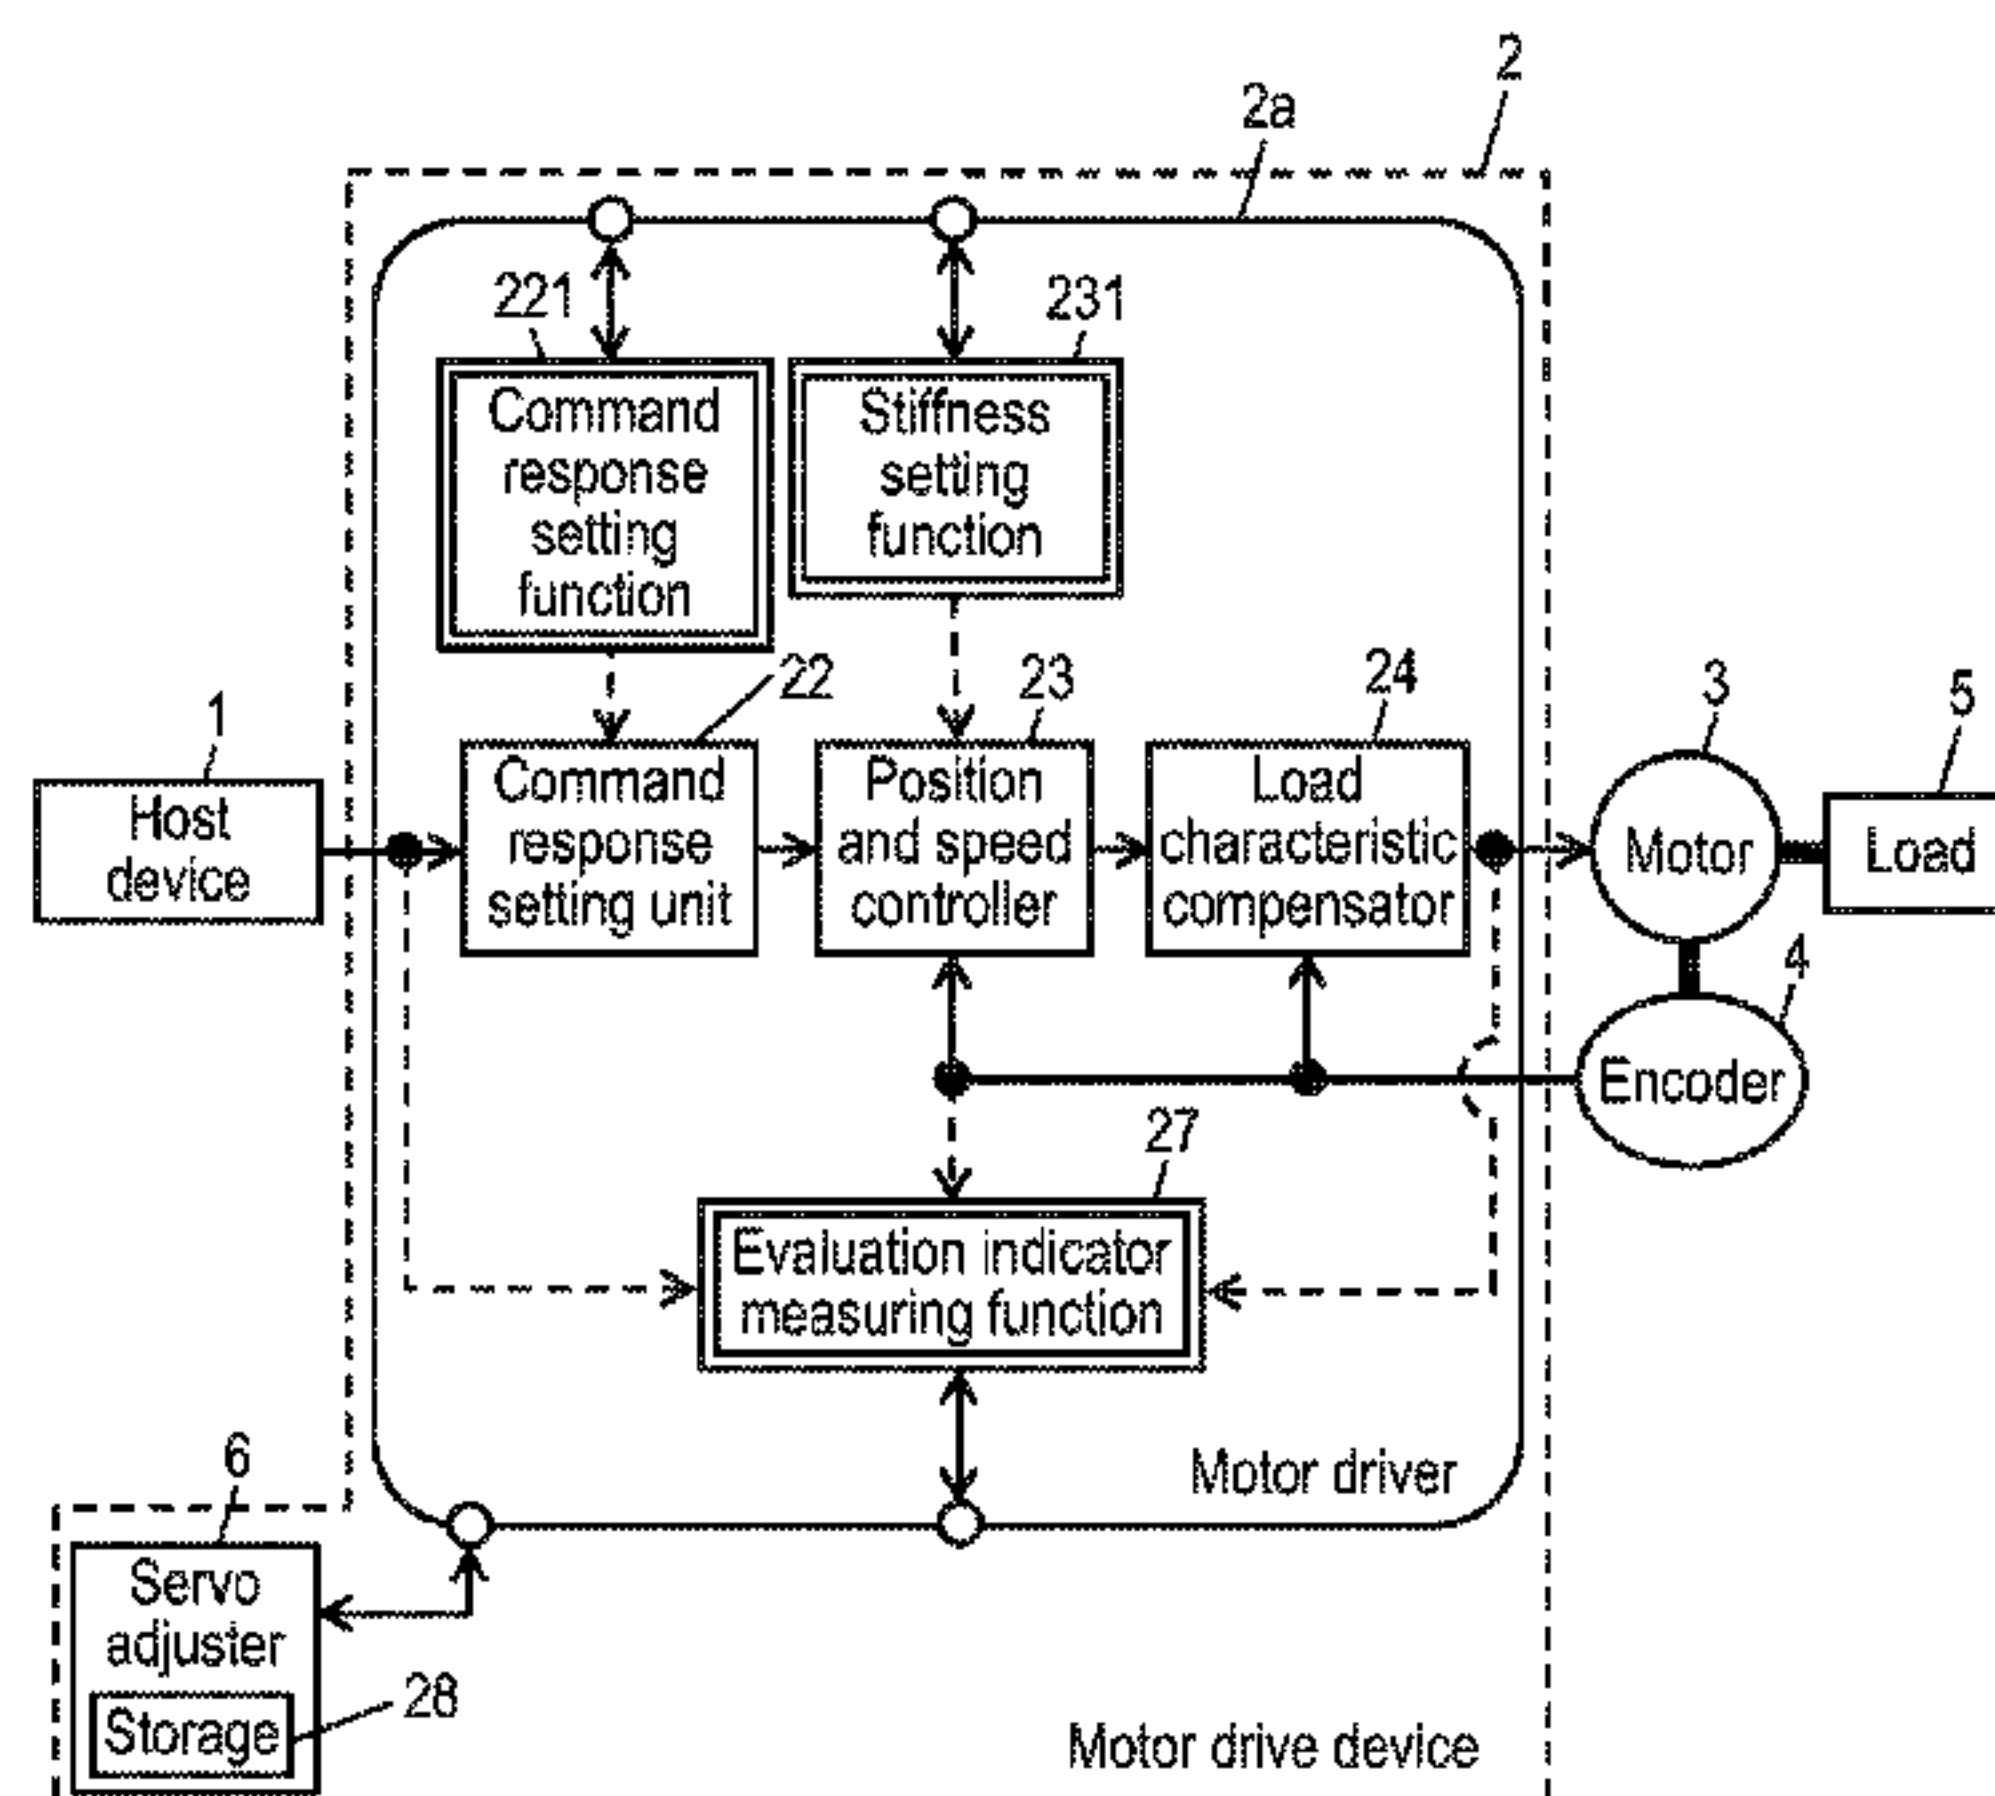 2
2a
221
231
Command
response
setting
function
Stiffness
setting
function
22
23
24
3
5
1
Host
device
Command
response
setting unit
Position
and speed
controller
Load
characteristic
compensator
Motor
Load
4
Encoder
27
Evaluation indicator
measuring function
Motor driver
6
Servo
adjuster
28
Storage
Motor drive device